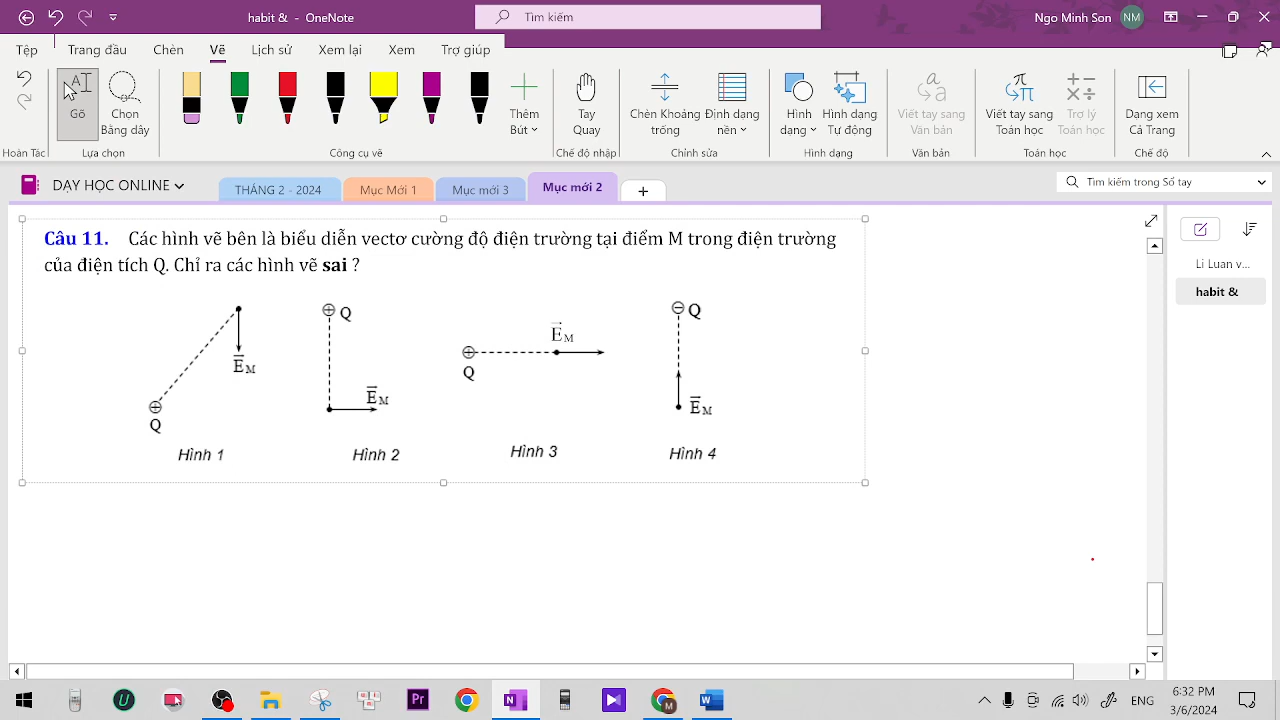 habit & - OneNote
Tìm kiếm
Ngo Minh Son NM
Tệp Trang đầu Chèn Vẽ Lịch sử Xem lại Xem Trợ giúp
Gõ
Chọn Bảng dây
Thêm Bút
Tay Quay
Chèn Khoảng trống
Định dạng nền
Hình dạng
Hình dạng Tự động
Viết tay sang Văn bản
Viết tay sang Toán học
Trợ lý Toán học
Dạng xem Cả Trang
Hoàn Tác Lựa chọn Công cụ vẽ Chế độ nhập Chỉnh sửa Hình dạng Văn bản Toán học Chế độ
DẠY HỌC ONLINE THÁNG 2 - 2024 Mục Mới 1 Mục mới 3 Mục mới 2 +
Tìm kiếm trong Sổ tay
Li Luan v...
habit &
Câu 11. Các hình vẽ bên là biểu diễn vectơ cường độ điện trường tại điểm M trong điện trường
của điện tích Q. Chỉ ra các hình vẽ sai ?
E⃗M
Q
Hình 1
Q
E⃗M
Hình 2
E⃗M
Q
Hình 3
Q
E⃗M
Hình 4
Pr
ENG
6:32 PM
3/6/2024